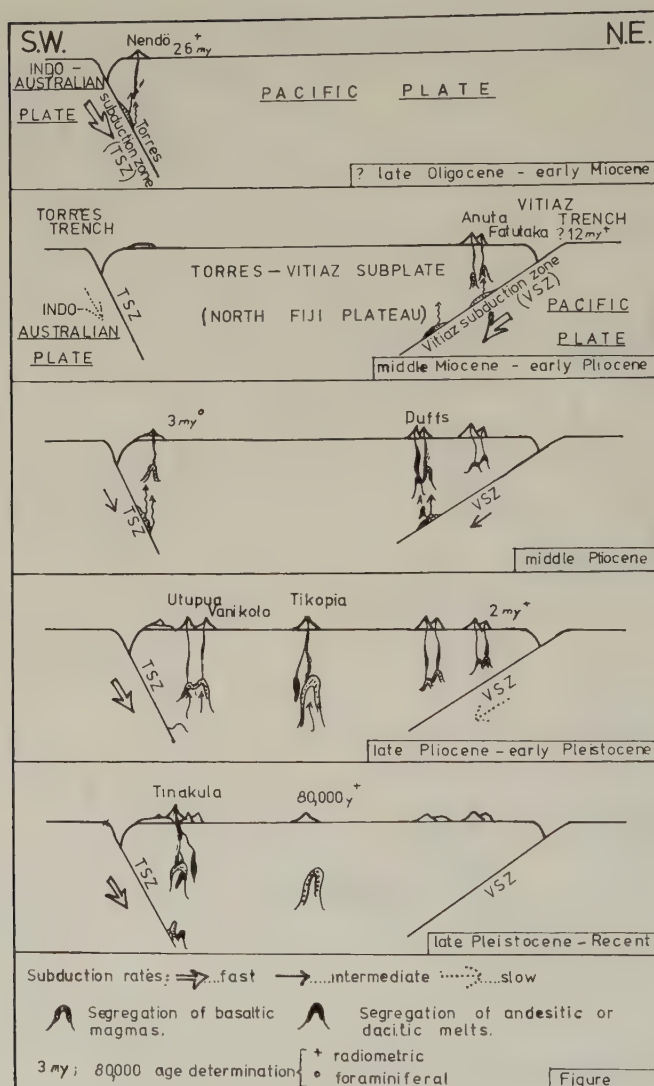 S.W.
N.E.
Nendö
26 my+
INDO-
AUSTRALIAN
PLATE
PACIFIC PLATE
Torres
subduction zone
(TSZ)
? late Oligocene - early Miocene
TORRES
TRENCH
VITIAZ
TRENCH
Anuta
Fatutaka
? 12 my+
TORRES - VITIAZ SUBPLATE
(NORTH FIJI PLATEAU)
TSZ
INDO-
AUSTRALIAN
PLATE
Vitiaz subduction zone
(VSZ)
PACIFIC
PLATE
middle Miocene - early Pliocene
3 my°
Duffs
TSZ
VSZ
middle Pliocene
Utupua
Vanikolo
Tikopia
2 my+
TSZ
VSZ
late Pliocene - early Pleistocene
Tinakula
80,000 y+
TSZ
VSZ
late Pleistocene - Recent
Subduction rates: ....fast .....intermediate .....slow
Segregation of basaltic
magmas.
Segregation of andesitic or
dacitic melts.
3 my; 80,000 age determination { + radiometric
° foraminiferal
Figure